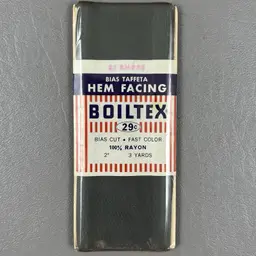 BIAS TAFFETA
HEM FACING
BOILTEX
29¢
BIAS CUT • FAST COLOR
100% RAYON
2" 3 YARDS